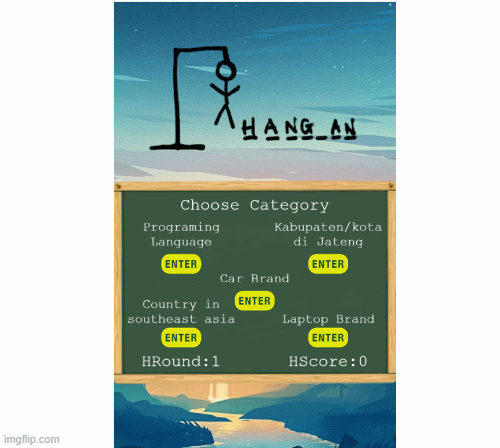 HANG_AN
Choose Category
Programing
Language
ENTER
Kabupaten/kota
di Jateng
ENTER
Car Brand
ENTER
Country in
southeast asia
ENTER
Laptop Brand
ENTER
HRound:1
HScore:0
imgflip.com